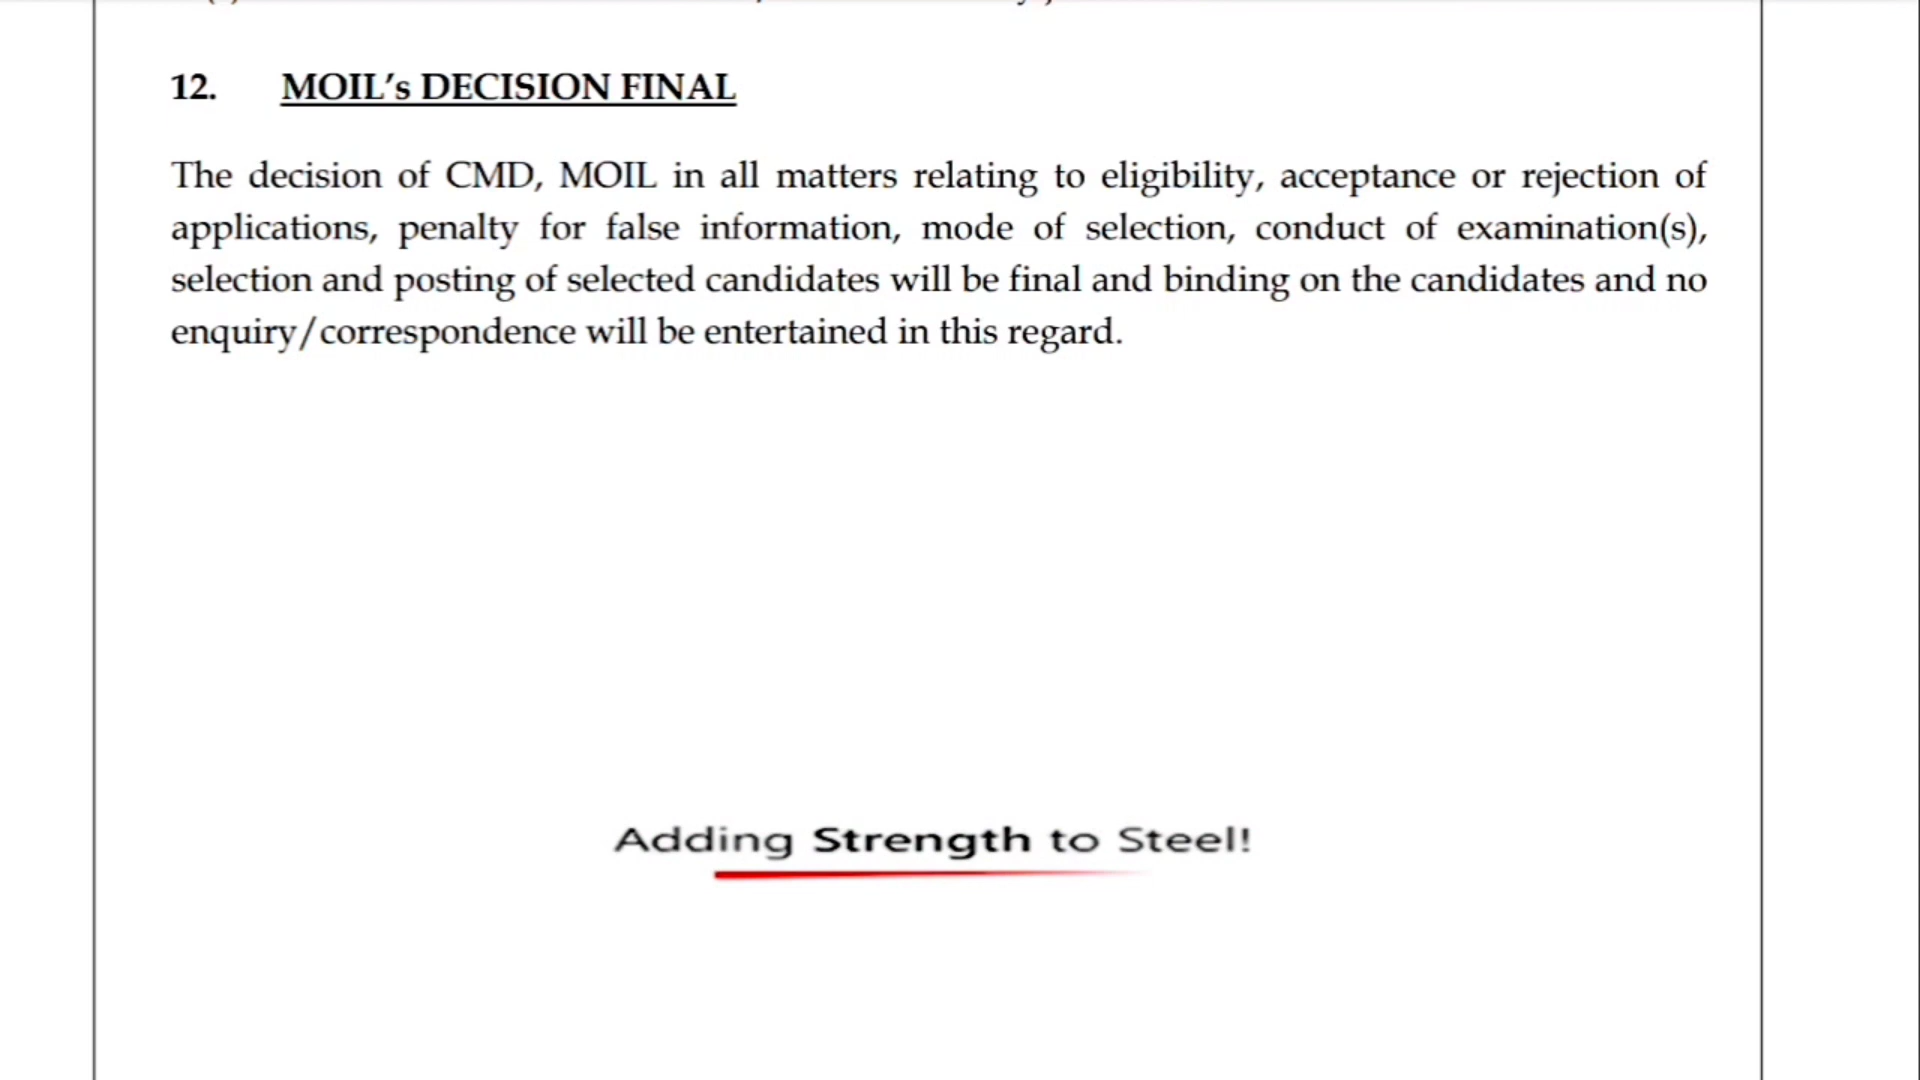 12. MOIL's DECISION FINAL
The decision of CMD, MOIL in all matters relating to eligibility, acceptance or rejection of
applications, penalty for false information, mode of selection, conduct of examination(s),
selection and posting of selected candidates will be final and binding on the candidates and no
enquiry/correspondence will be entertained in this regard.
Adding Strength to Steel!